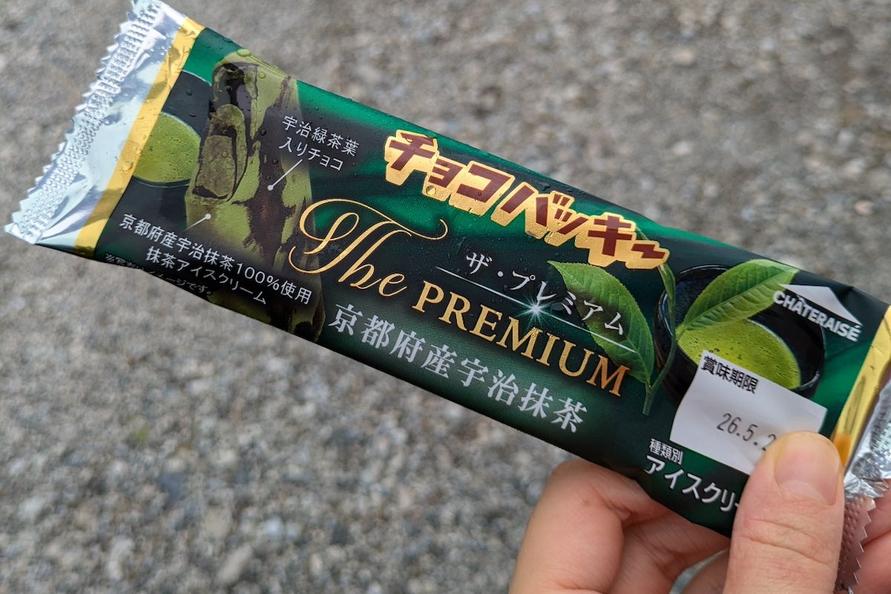 宇治緑茶葉
入りチョコ
京都府産宇治抹茶100%使用
抹茶アイスクリーム
チョコバッキー
The PREMIUM
ザ・プレミアム
京都府産宇治抹茶
CHÂTERAISÉ
賞味期限
26.5.2
種類別
アイスクリー